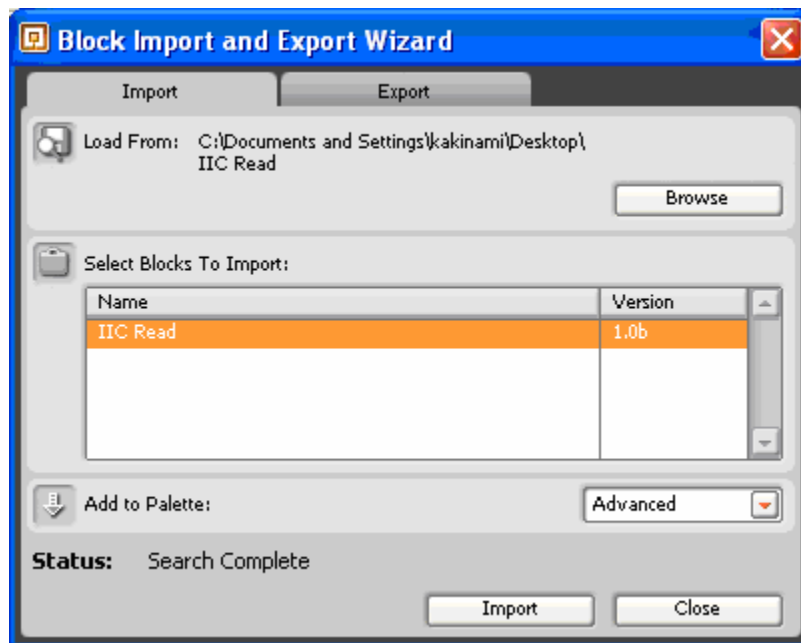 Block Import and Export Wizard
Import Export
Load From: C:\Documents and Settings\kakinami\Desktop\
IIC Read
Browse
Select Blocks To Import:
Name Version
IIC Read 1.0b
Add to Palette: Advanced
Status: Search Complete
Import Close